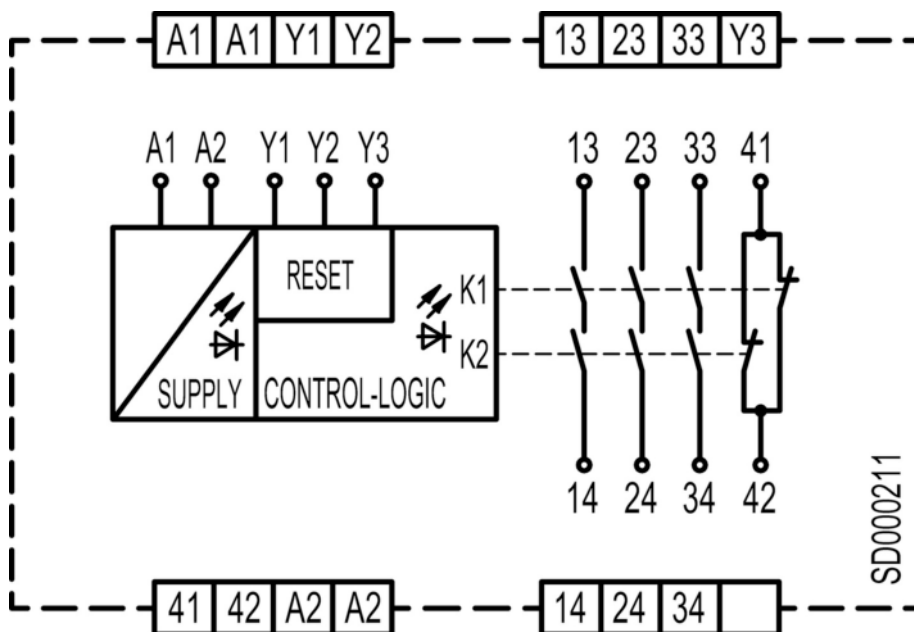 A1 A1 Y1 Y2 13 23 33 Y3
A1 A2 Y1 Y2 Y3 13 23 33 41
RESET
K1
K2
SUPPLY CONTROL-LOGIC
14 24 34 42
SD000211
41 42 A2 A2 14 24 34